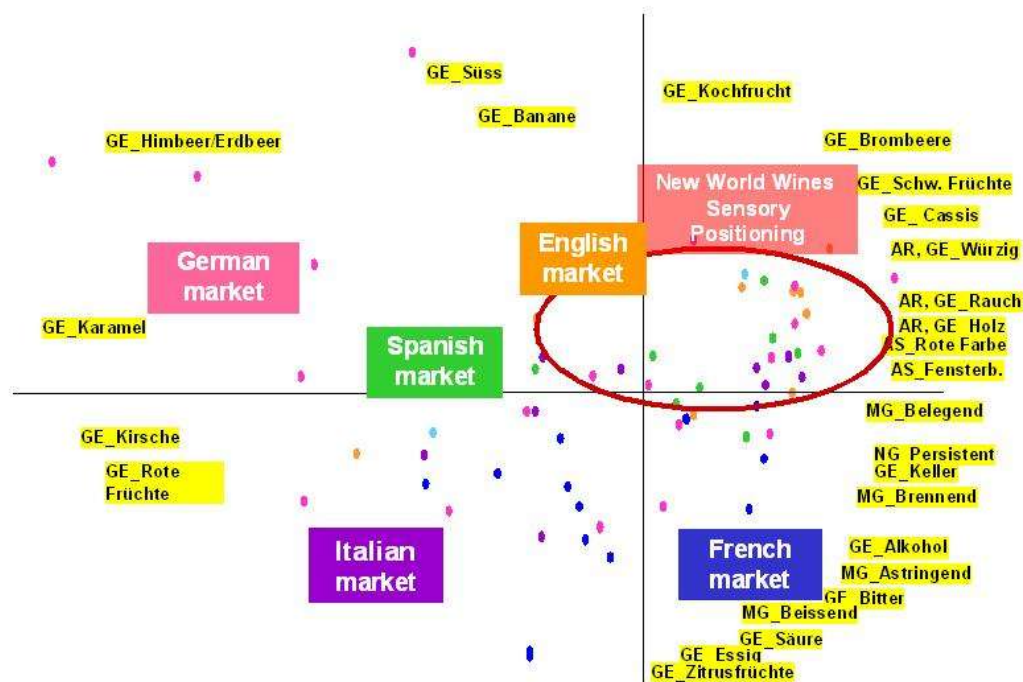 GE_Süss
GE_Kochfrucht
GE_Banane
GE_Himbeer/Erdbeer
GE_Brombeere
New World Wines
Sensory
Positioning
GE_Schw. Früchte
GE_ Cassis
English
market
AR, GE_Würzig
German
market
AR, GE_Rauch
GE_Karamel
AR, GE_Holz
Spanish
market
AS_Rote Farbe
AS_Fensterb.
MG_Belegend
GE_Kirsche
NG_Persistent
GE_Rote
Früchte
GE_Keller
MG_Brennend
Italian
market
French
market
GE_Alkohol
MG_Astringend
GE_Bitter
MG_Beissend
GE_Säure
GE_Essig
GE_Zitrusfrüchte